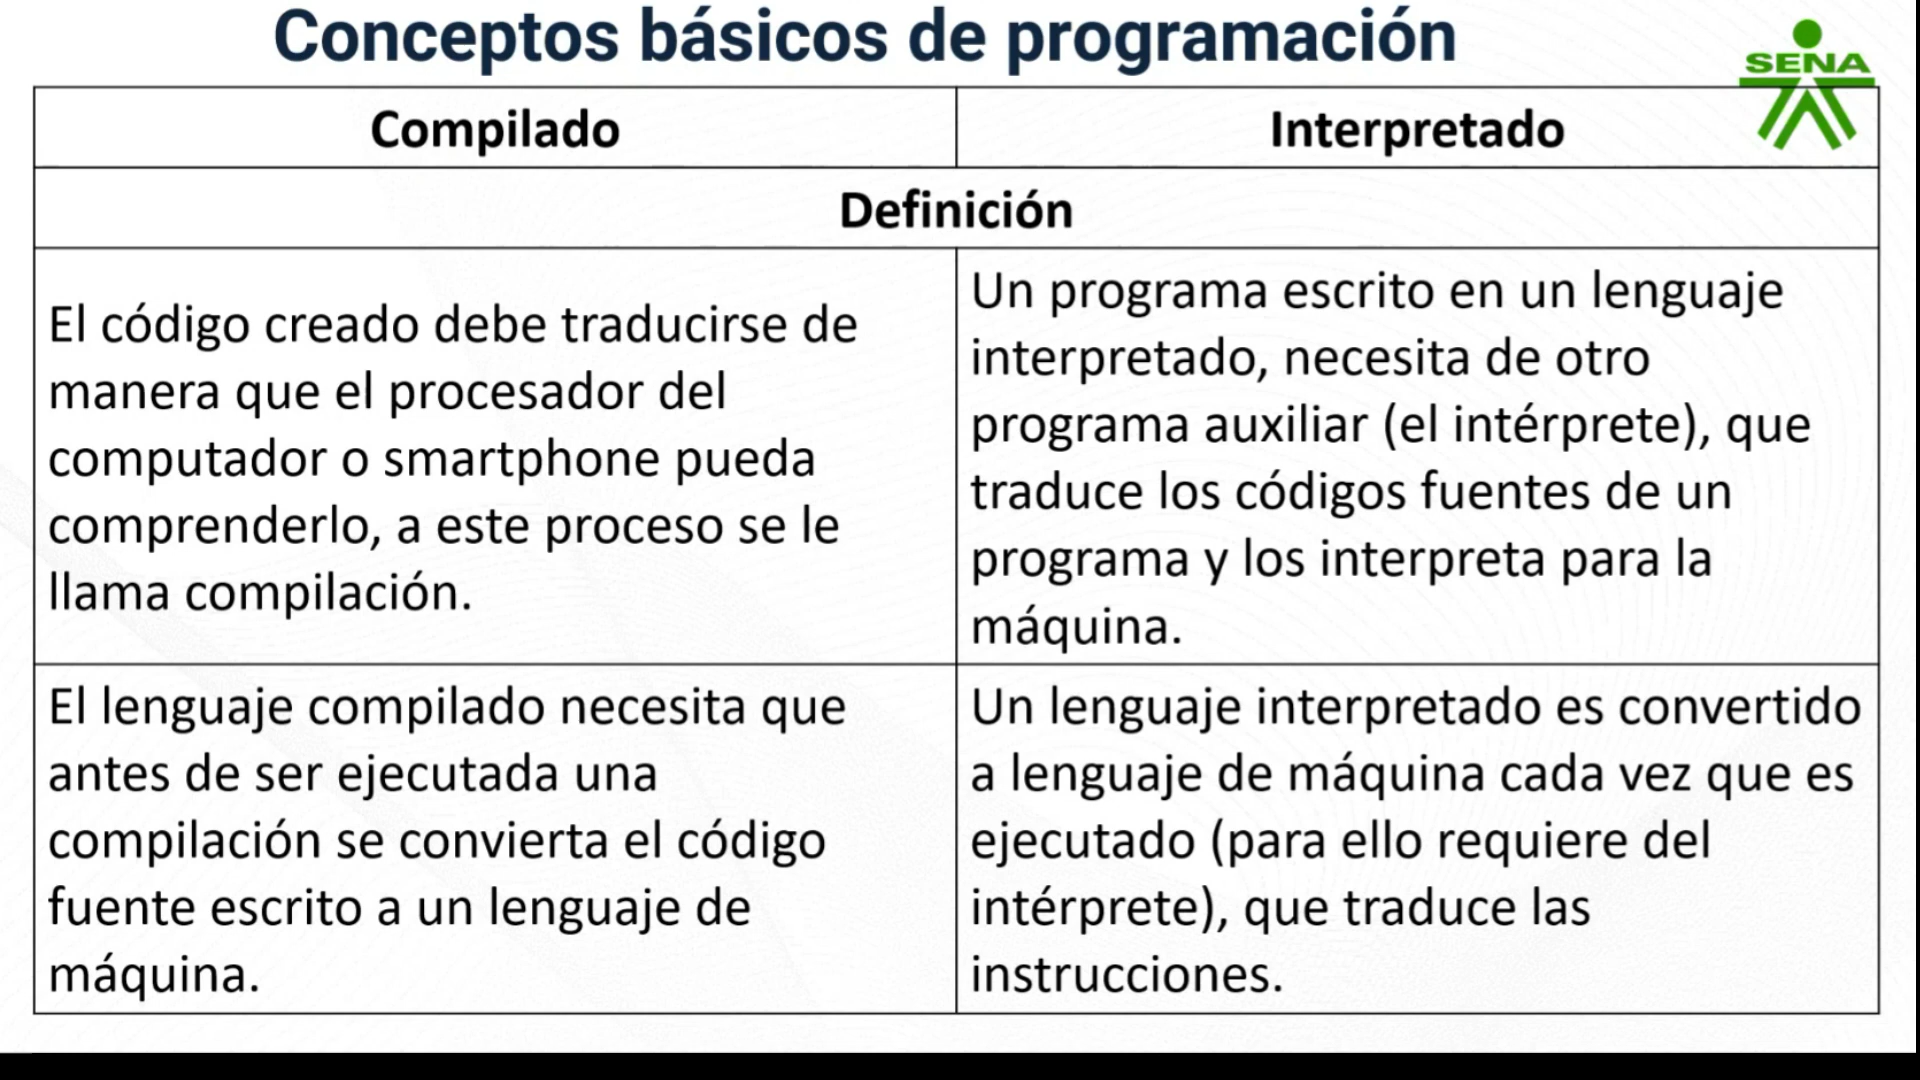 Conceptos básicos de programación
SENA
Compilado
Interpretado
Definición
El código creado debe traducirse de
manera que el procesador del
computador o smartphone pueda
comprenderlo, a este proceso se le
llama compilación.
Un programa escrito en un lenguaje
interpretado, necesita de otro
programa auxiliar (el intérprete), que
traduce los códigos fuentes de un
programa y los interpreta para la
máquina.
El lenguaje compilado necesita que
antes de ser ejecutada una
compilación se convierta el código
fuente escrito a un lenguaje de
máquina.
Un lenguaje interpretado es convertido
a lenguaje de máquina cada vez que es
ejecutado (para ello requiere del
intérprete), que traduce las
instrucciones.